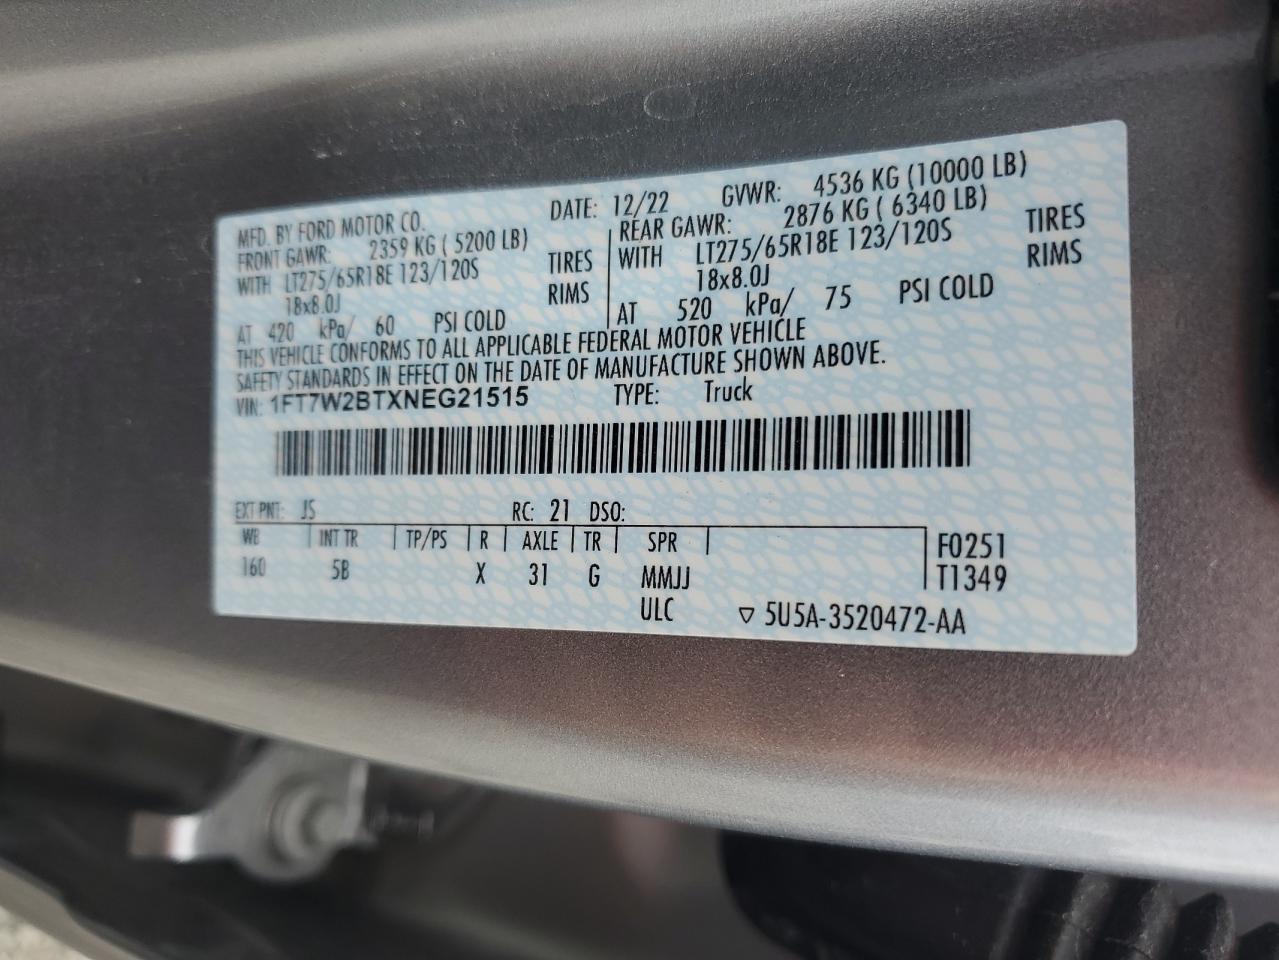 MFD. BY FORD MOTOR CO.
DATE: 12/22 GVWR: 4536 KG (10000 LB)
FRONT GAWR: 2359 KG ( 5200 LB)
WITH LT275/65R18E 123/120S TIRES
18x8.0J RIMS
AT 420 kPa/ 60 PSI COLD
REAR GAWR: 2876 KG ( 6340 LB)
WITH LT275/65R18E 123/120S TIRES
18x8.0J RIMS
AT 520 kPa/ 75 PSI COLD
THIS VEHICLE CONFORMS TO ALL APPLICABLE FEDERAL MOTOR VEHICLE
SAFETY STANDARDS IN EFFECT ON THE DATE OF MANUFACTURE SHOWN ABOVE.
VIN: 1FT7W2BTXNEG21515 TYPE: Truck
EXT PNT: JS RC: 21 DSO:
WB INT TR TP/PS R AXLE TR SPR F0251
160 5B X 31 G MMJJ T1349
ULC ▽ 5U5A-3520472-AA